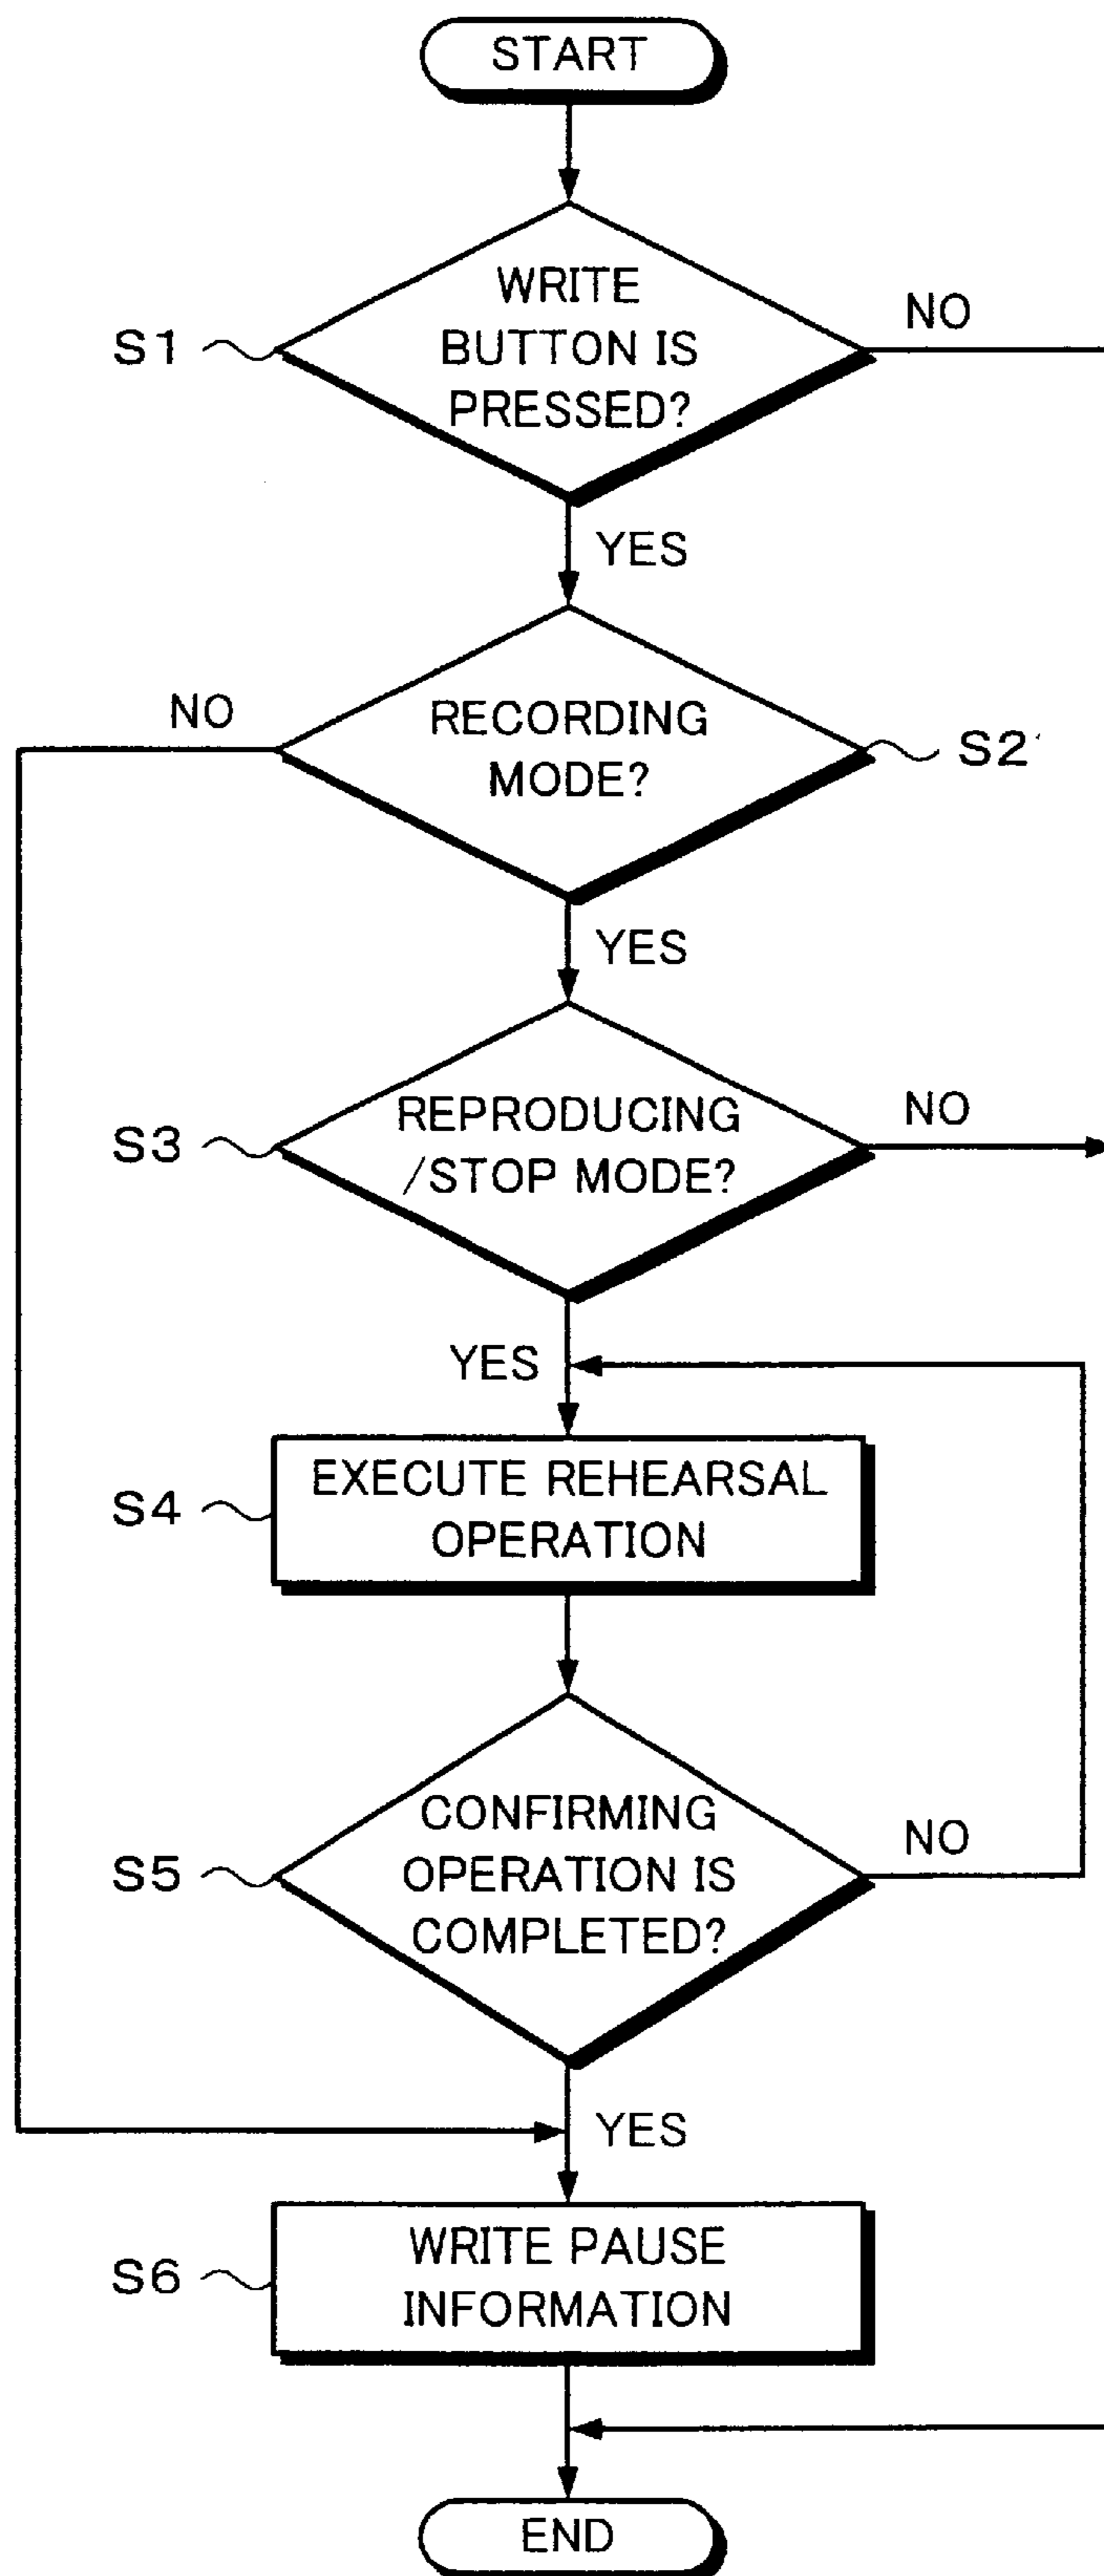 START
WRITE
BUTTON IS
PRESSED?
S1
NO
YES
RECORDING
MODE?
NO
S2
YES
REPRODUCING
/STOP MODE?
S3
NO
YES
EXECUTE REHEARSAL
OPERATION
S4
CONFIRMING
OPERATION IS
COMPLETED?
S5
NO
YES
WRITE PAUSE
INFORMATION
S6
END